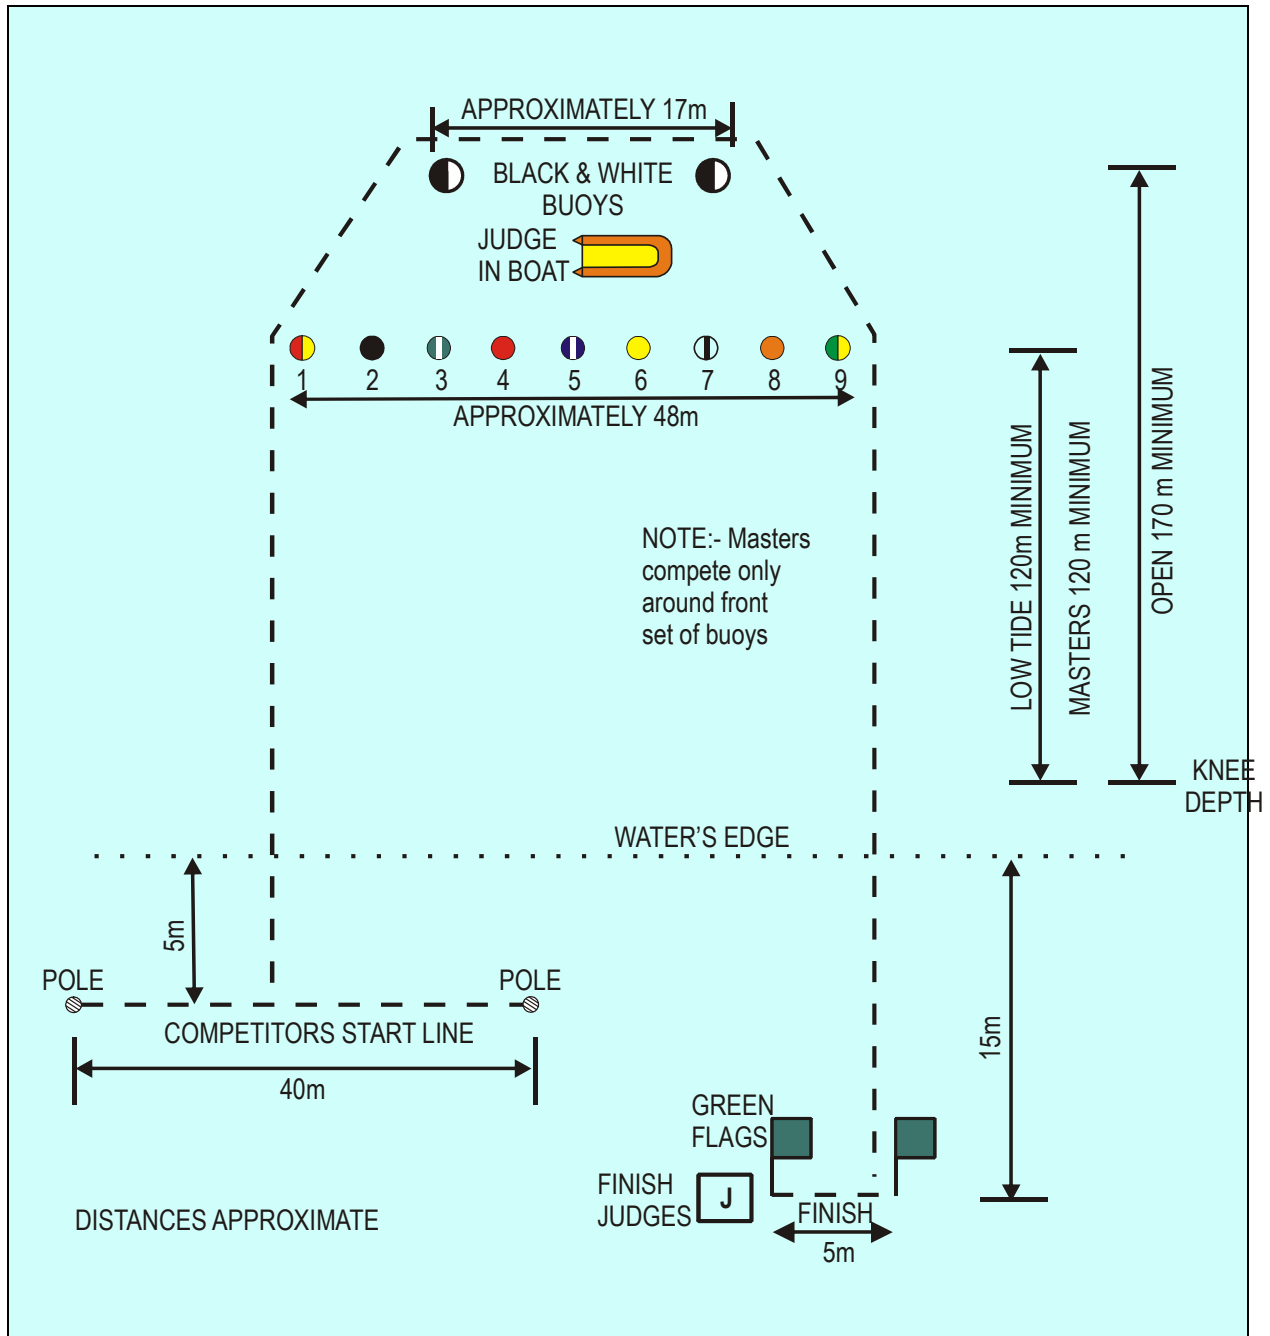 APPROXIMATELY 17m
BLACK & WHITE
BUOYS
JUDGE
IN BOAT
1 2 3 4 5 6 7 8 9
APPROXIMATELY 48m
LOW TIDE 120m MINIMUM
MASTERS 120 m MINIMUM
OPEN 170 m MINIMUM
NOTE:- Masters
compete only
around front
set of buoys
KNEE
DEPTH
WATER'S EDGE
5m
POLE
POLE
COMPETITORS START LINE
40m
15m
GREEN
FLAGS
FINISH
JUDGES
J
FINISH
5m
DISTANCES APPROXIMATE